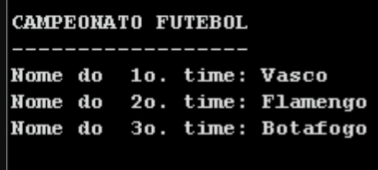 CAMPEONATO FUTEBOL
------------------
Nome do  1o. time: Vasco
Nome do  2o. time: Flamengo
Nome do  3o. time: Botafogo